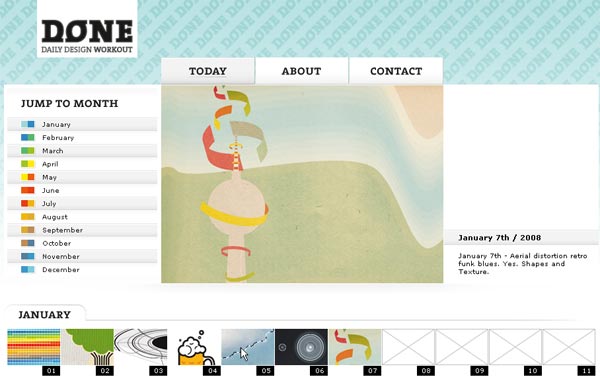 DONE
DAILY DESIGN WORKOUT
TODAY
ABOUT
CONTACT
JUMP TO MONTH
January
February
March
April
May
June
July
August
September
October
November
December
January 7th / 2008
January 7th - Aerial distortion retro
funk blues. Yes. Shapes and
Texture.
JANUARY
01 02 03 04 05 06 07 08 09 10 11